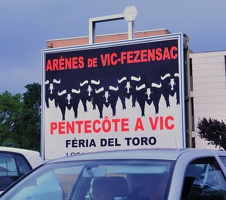 ARÈNES DE VIC-FEZENSAC
PENTECÔTE A VIC
FÉRIA DEL TORO